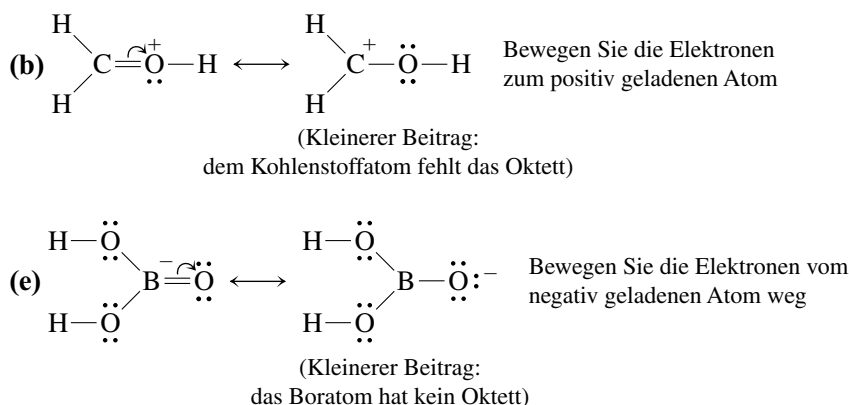 (b)
H
H
C=O+—H ⟷ C+—O—H
H
H
Bewegen Sie die Elektronen
zum positiv geladenen Atom
(Kleinerer Beitrag:
dem Kohlenstoffatom fehlt das Oktett)
(e)
H—O
H—O
B−=O ⟷ B—O:−
H—O
H—O
Bewegen Sie die Elektronen vom
negativ geladenen Atom weg
(Kleinerer Beitrag:
das Boratom hat kein Oktett)